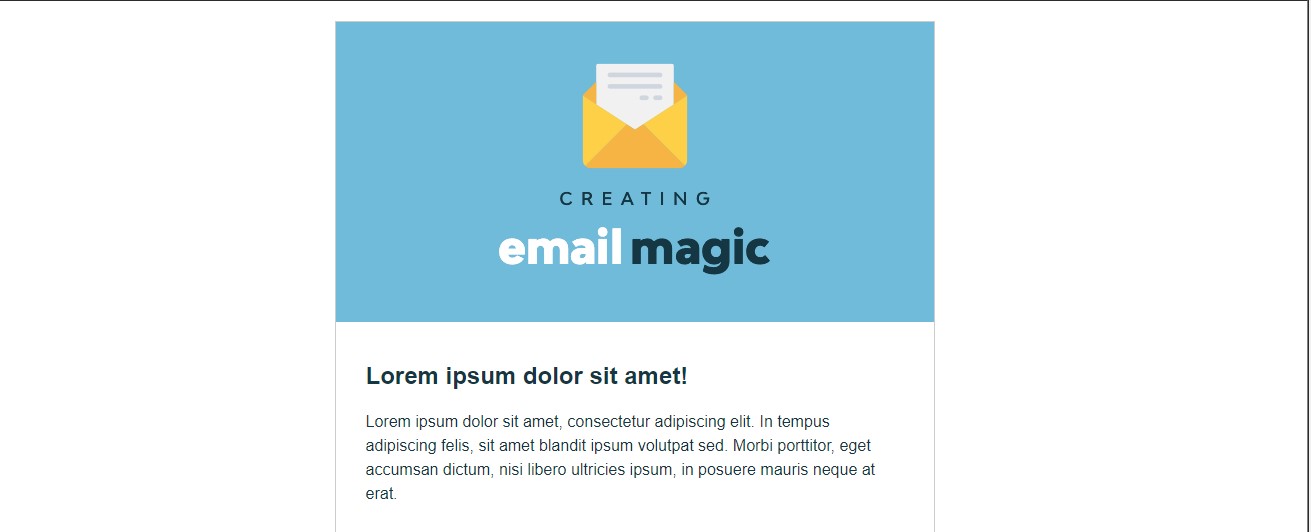 CREATING
email magic
Lorem ipsum dolor sit amet!
Lorem ipsum dolor sit amet, consectetur adipiscing elit. In tempus
adipiscing felis, sit amet blandit ipsum volutpat sed. Morbi porttitor, eget
accumsan dictum, nisi libero ultricies ipsum, in posuere mauris neque at
erat.